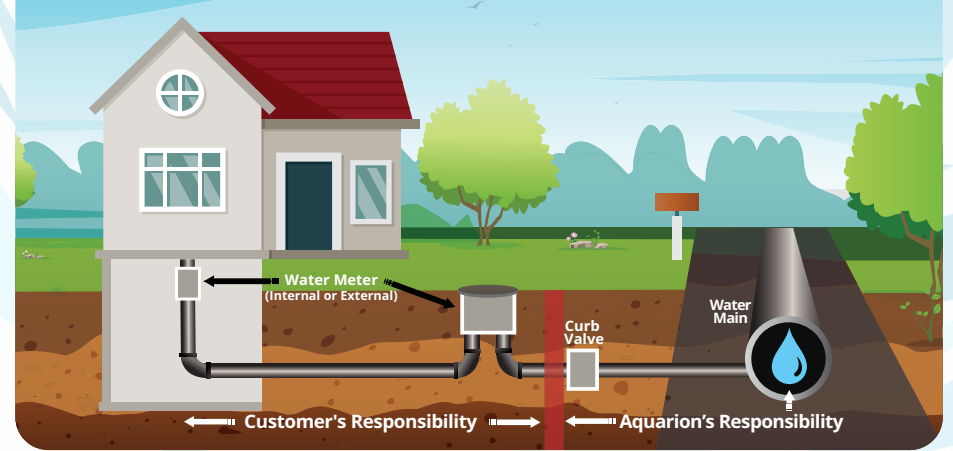 Water Meter
(Internal or External)
Water
Main
Curb
Valve
Customer's Responsibility
Aquarion’s Responsibility